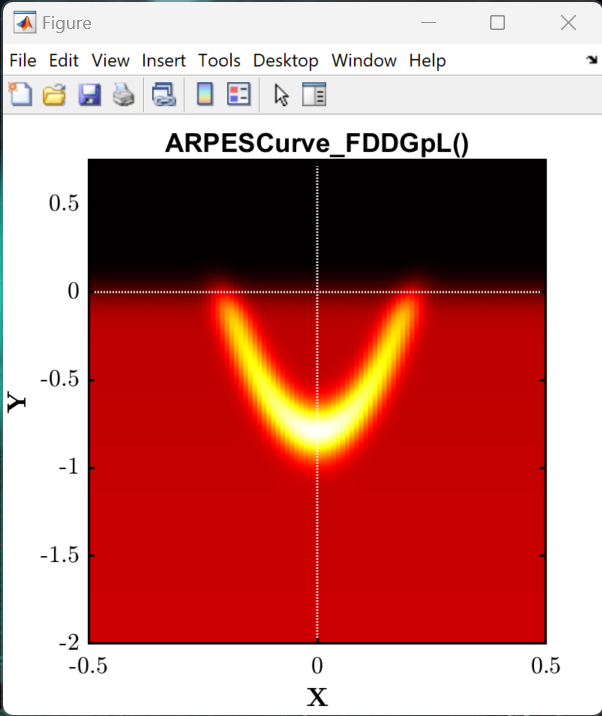 Figure
File Edit View Insert Tools Desktop Window Help
ARPESCurve_FDDGpL()
0.5
0
-0.5
-1
-1.5
-2
Y
-0.5 0 0.5
X